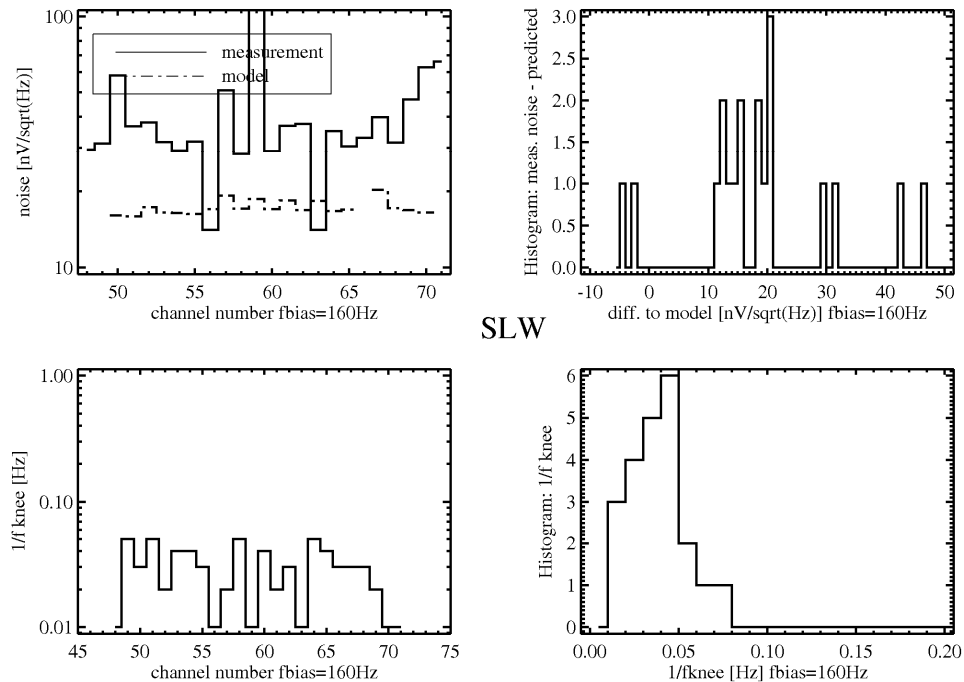 100
10
noise [nV/sqrt(Hz)]
measurement
model
50 55 60 65 70
channel number fbias=160Hz
3.0
2.5
2.0
1.5
1.0
0.5
0.0
Histogram: meas. noise - predicted
-10 0 10 20 30 40 50
diff. to model [nV/sqrt(Hz)] fbias=160Hz
SLW
1.00
0.10
0.01
1/f knee [Hz]
45 50 55 60 65 70 75
channel number fbias=160Hz
6
5
4
3
2
1
0
Histogram: 1/f knee
0.00 0.05 0.10 0.15 0.20
1/fknee [Hz] fbias=160Hz